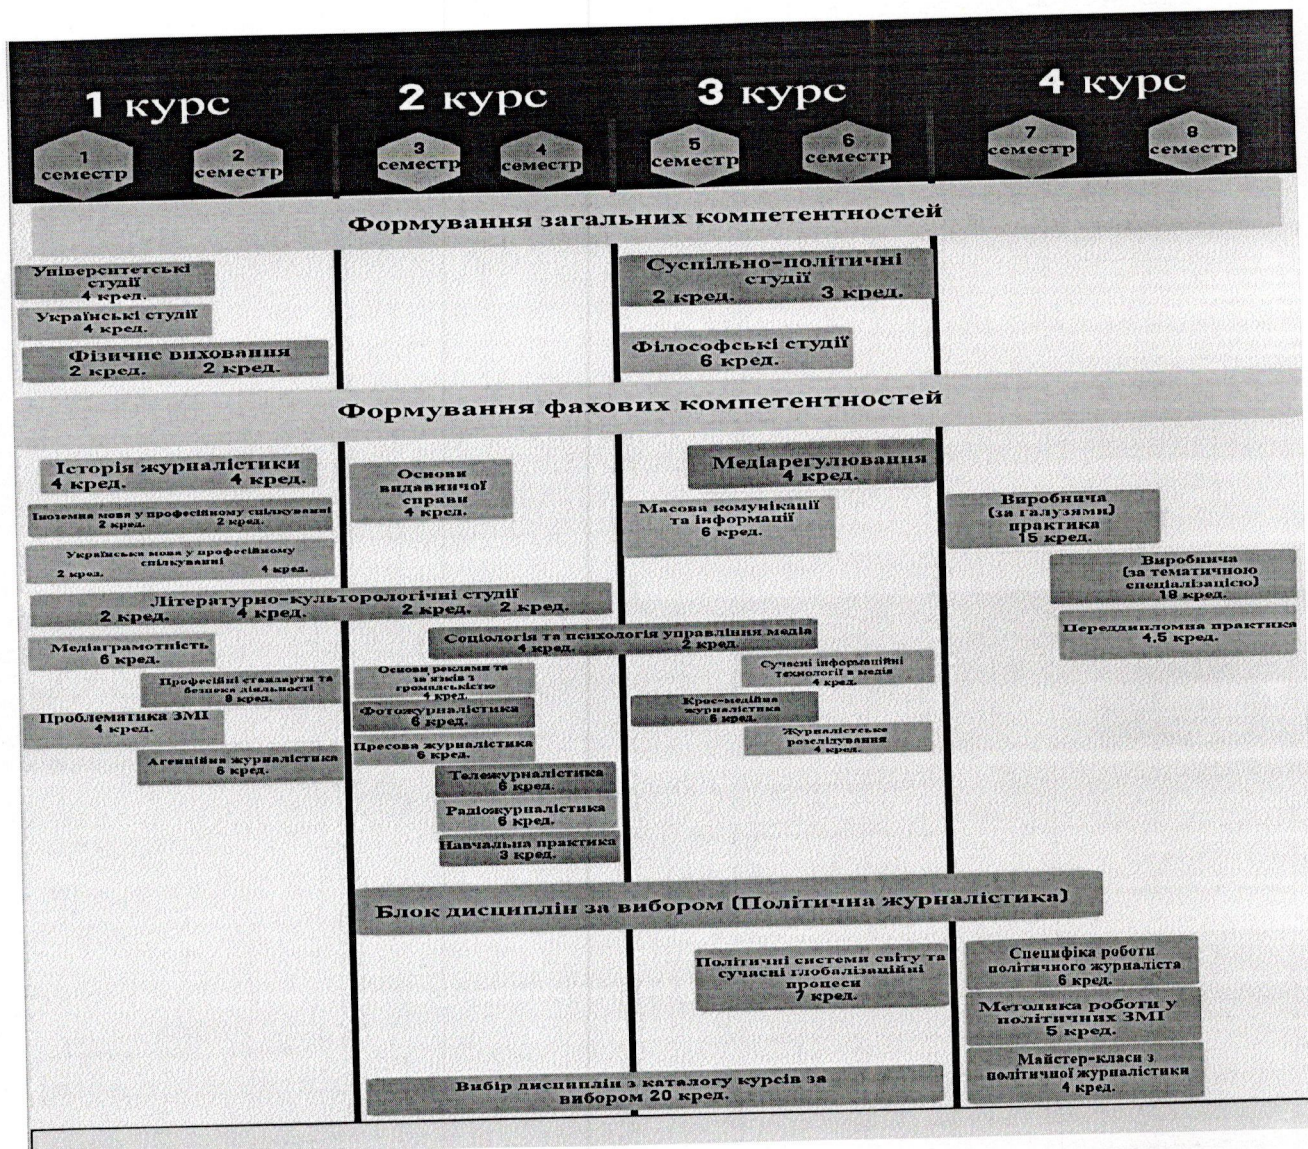 1 курс
2 курс
3 курс
4 курс
1
семестр
2
семестр
3
семестр
4
семестр
5
семестр
6
семестр
7
семестр
8
семестр
Формування загальних компетентностей
Університетські
студії
4 кред.
Українські студії
4 кред.
Фізичне виховання
2 кред. 2 кред.
Суспільно-політичні
студії
2 кред. 3 кред.
Філософські студії
6 кред.
Формування фахових компетентностей
Історія журналістики
4 кред. 4 кред.
Іноземна мова у професійному спілкуванні
2 кред. 2 кред.
Українська мова у професійному
спілкуванні
2 кред. 4 кред.
Літературно-культорологічні студії
2 кред. 4 кред. 2 кред. 2 кред.
Медіаграмотність
6 кред.
Професійні стандарти та
безпека діяльності
8 кред.
Проблематика ЗМІ
4 кред.
Агенційна журналістика
6 кред.
Основи
видавничої
справи
4 кред.
Соціологія та психологія управління медіа
4 кред. 2 кред.
Основи реклами та
зв'язків з
громадськістю
4 кред.
Фотожурналістика
6 кред.
Пресова журналістика
6 кред.
Тележурналістика
6 кред.
Радіожурналістика
6 кред.
Навчальна практика
3 кред.
Медіарегулювання
4 кред.
Масова комунікації
та інформації
6 кред.
Сучасні інформаційні
технології в медіа
4 кред.
Крос-медійна
журналістика
6 кред.
Журналістське
розслідування
4 кред.
Виробнича
(за галузями)
практика
15 кред.
Виробнича
(за тематичною
спеціалізацією)
18 кред.
Переддипломна практика
4,5 кред.
Блок дисциплін за вибором (Політична журналістика)
Політичні системи світу та
сучасні глобалізаційні
процеси
7 кред.
Специфіка роботи
політичного журналіста
6 кред.
Методика роботи у
політичних ЗМІ
5 кред.
Майстер-класи з
політичної журналістики
4 кред.
Вибір дисциплін з каталогу курсів за
вибором 20 кред.